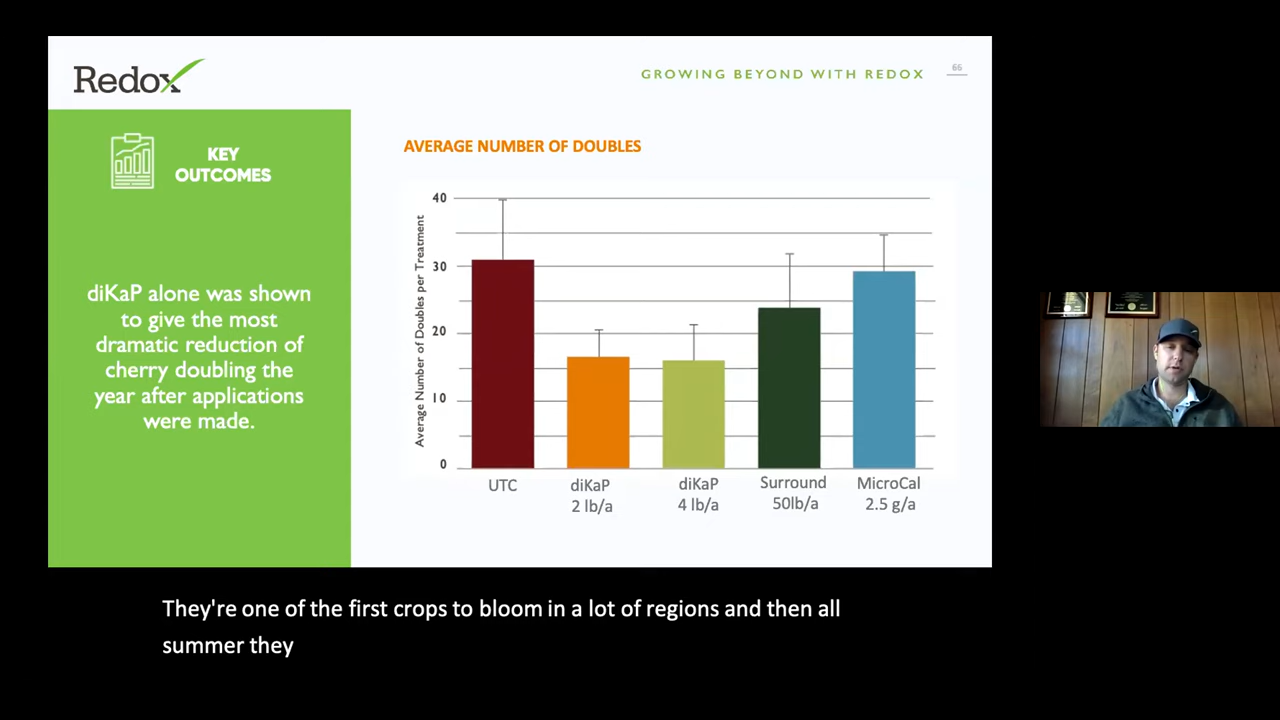 Redox
GROWING BEYOND WITH REDOX
66
KEY
OUTCOMES
diKaP alone was shown
to give the most
dramatic reduction of
cherry doubling the
year after applications
were made.
AVERAGE NUMBER OF DOUBLES
Average Number of Doubles per Treatment
40
30
20
10
0
UTC
diKaP
2 lb/a
diKaP
4 lb/a
Surround
50lb/a
MicroCal
2.5 g/a
They're one of the first crops to bloom in a lot of regions and then all
summer they